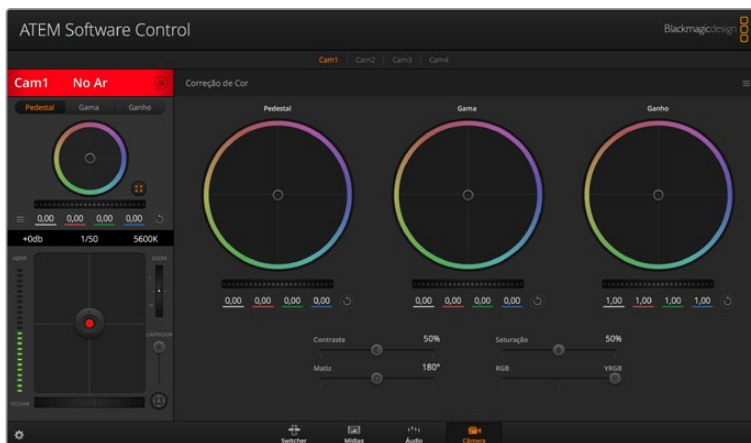 ATEM Software Control
Blackmagicdesign
Cam1 Cam2 Cam3 Cam4
Cam1 No Ar
Correção de Cor
Pedestal Gama Ganho
Pedestal Gama Ganho
0,00 0,00 0,00 0,00
+0db 1/50 5600K
ABRIR ZOOM
0,00 0,00 0,00 0,00 0,00 0,00 0,00 0,00 1,00 1,00 1,00 1,00
LIMITADOR
Contraste 50% Saturação 50%
Matiz 180° RGB YRGB
FECHAR
Switcher Mídias Áudio Câmera